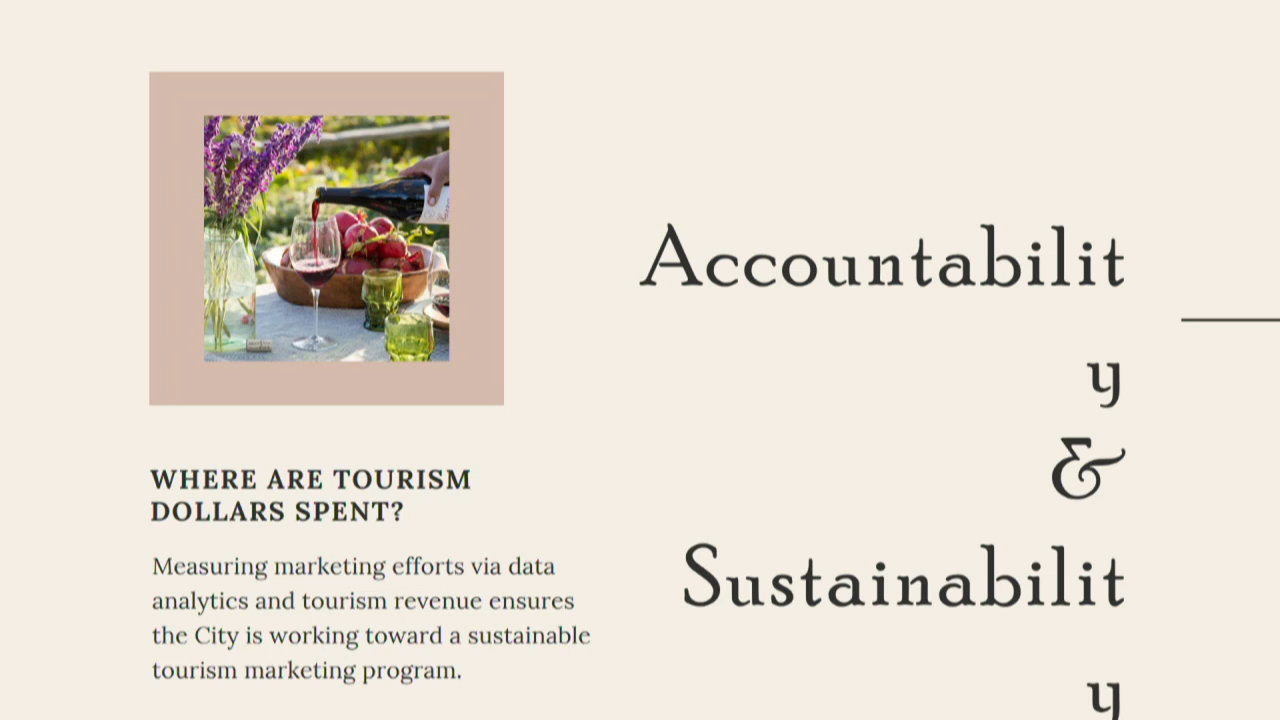 WHERE ARE TOURISM
DOLLARS SPENT?
Measuring marketing efforts via data
analytics and tourism revenue ensures
the City is working toward a sustainable
tourism marketing program.
Accountabilit
y
&
Sustainabilit
y